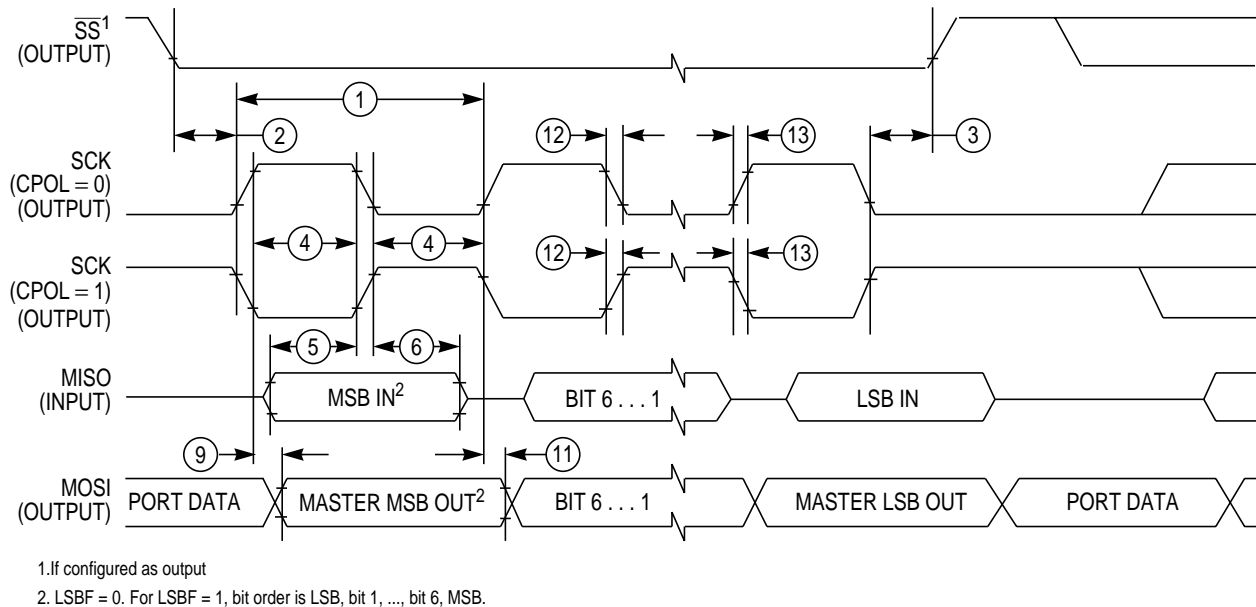 SS¹
(OUTPUT)
1
2
12
13
3
SCK
(CPOL = 0)
(OUTPUT)
4
4
12
13
SCK
(CPOL = 1)
(OUTPUT)
5
6
MISO
(INPUT)
MSB IN²
BIT 6 . . . 1
LSB IN
9
11
MOSI
(OUTPUT)
PORT DATA
MASTER MSB OUT²
BIT 6 . . . 1
MASTER LSB OUT
PORT DATA
1.If configured as output
2. LSBF = 0. For LSBF = 1, bit order is LSB, bit 1, ..., bit 6, MSB.